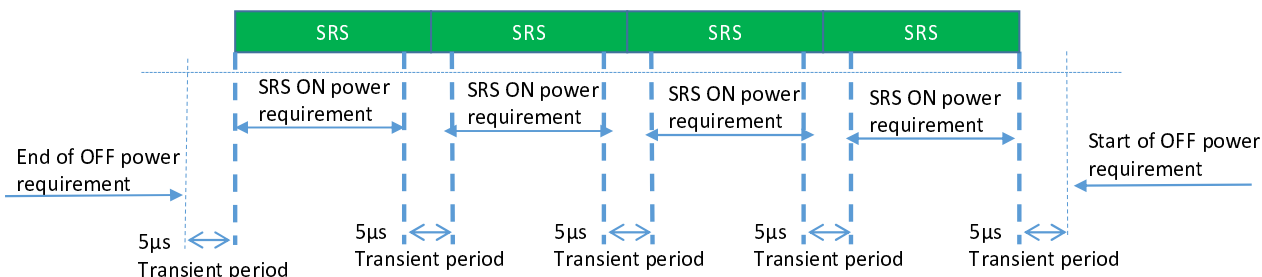 SRS
SRS
SRS
SRS
SRS ON power
requirement
SRS ON power
requirement
SRS ON power
requirement
SRS ON power
requirement
End of OFF power
requirement
Start of OFF power
requirement
5µs
Transient period
5µs
Transient period
5µs
Transient period
5µs
Transient period
5µs
Transient period